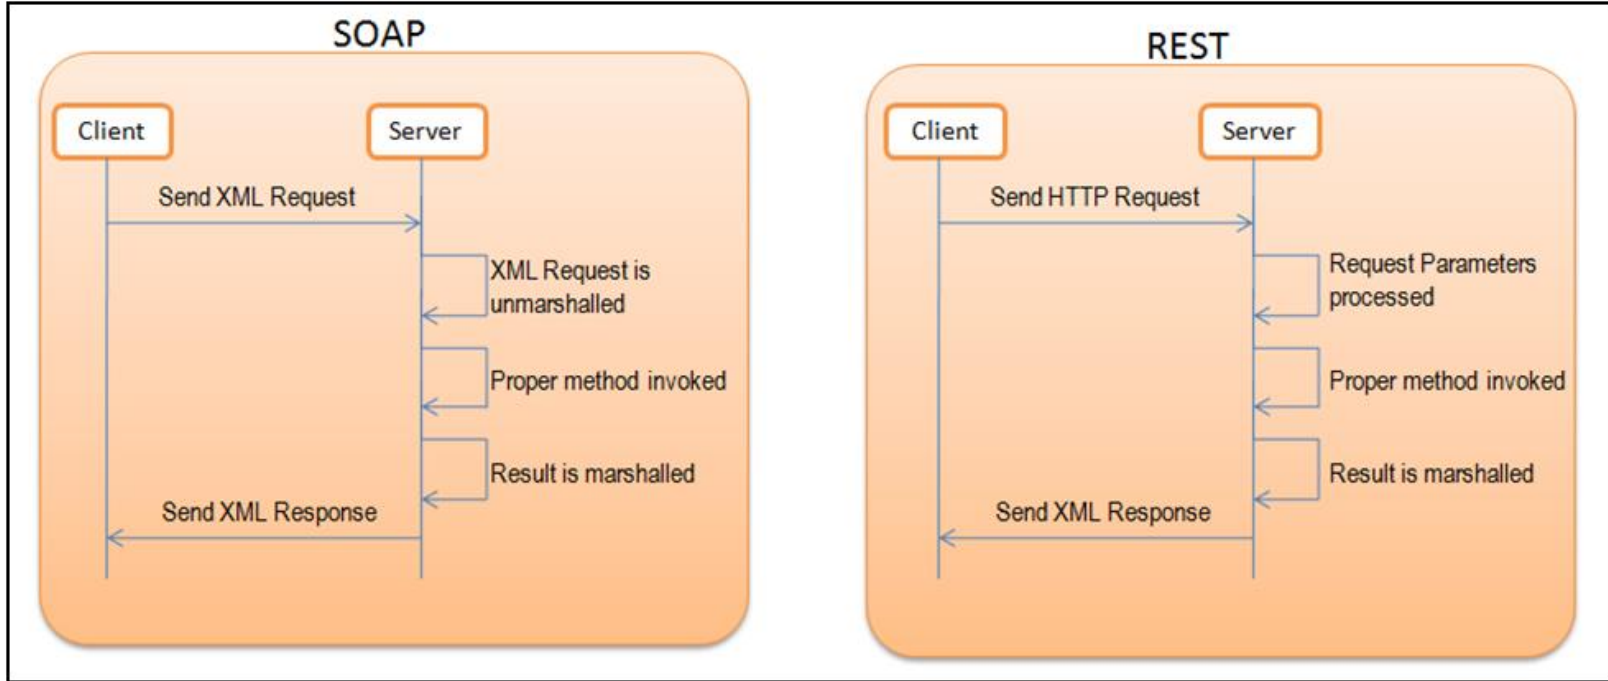 SOAP
Client
Server
Send XML Request
XML Request is
unmarshalled
Proper method invoked
Result is marshalled
Send XML Response
REST
Client
Server
Send HTTP Request
Request Parameters
processed
Proper method invoked
Result is marshalled
Send XML Response